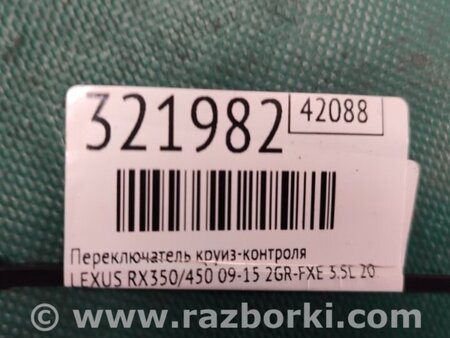 321982 42088
Переключатель круиз-контроля
LEXUS RX350/450 09-15 2GR-FXE 3.5L 20
© www.razborki.com